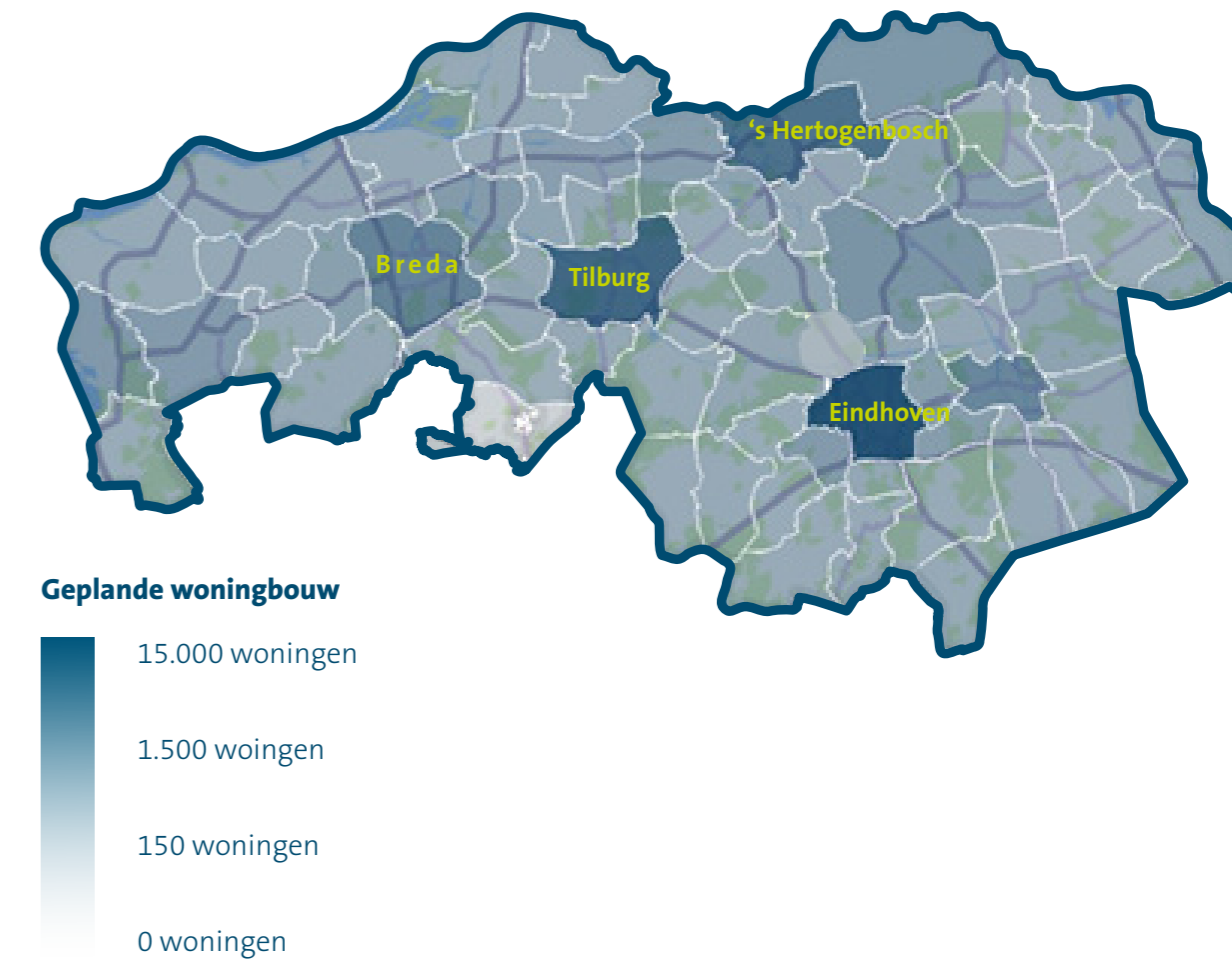 ‘s Hertogenbosch
Breda
Tilburg
Eindhoven
Geplande woningbouw
15.000 woningen
1.500 woingen
150 woningen
0 woningen